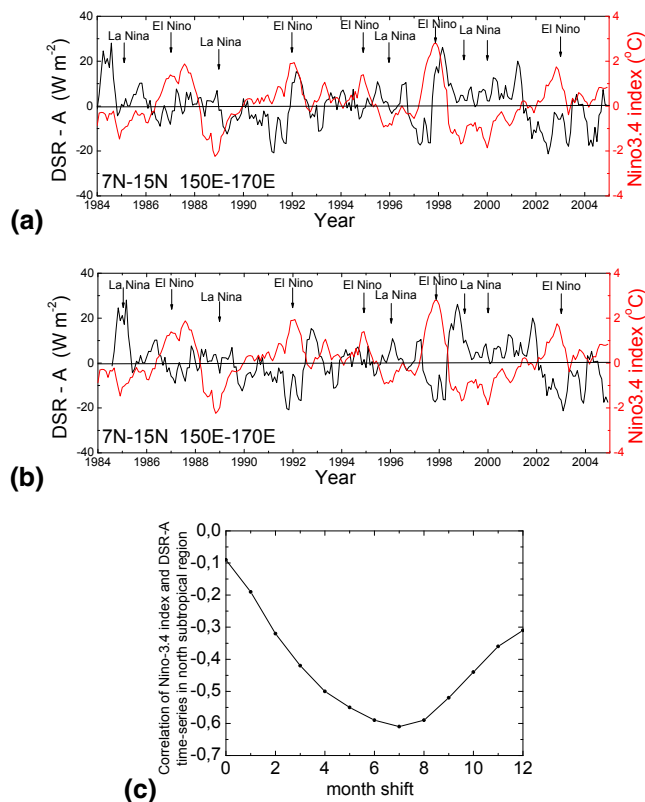 La Nina
El Nino
La Nina
El Nino
El Nino
La Nina
El Nino
La Nina
El Nino
40
20
0
-20
-40
4
2
0
-2
-4
DSR - A (W m-2)
Nino3.4 index (oC)
7N-15N 150E-170E
1984 1986 1988 1990 1992 1994 1996 1998 2000 2002 2004
Year
(a)
La Nina
El Nino
La Nina
El Nino
El Nino
La Nina
El Nino
La Nina
El Nino
40
20
0
-20
-40
4
2
0
-2
-4
DSR - A (W m-2)
Nino3.4 index (oC)
7N-15N 150E-170E
1984 1986 1988 1990 1992 1994 1996 1998 2000 2002 2004
Year
(b)
Correlation of Nino-3.4 index and DSR-A
time-series in north subtropical region
0,0
-0,1
-0,2
-0,3
-0,4
-0,5
-0,6
-0,7
0 2 4 6 8 10 12
month shift
(c)